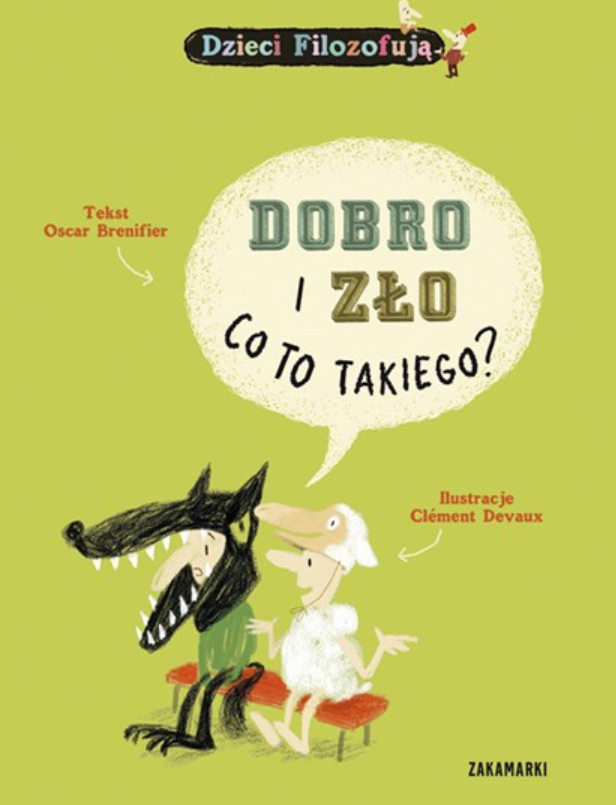 Dzieci Filozofują
Tekst
Oscar Brenifier
DOBRO
I ZŁO
CO TO TAKIEGO?
Ilustracje
Clément Devaux
ZAKAMARKI